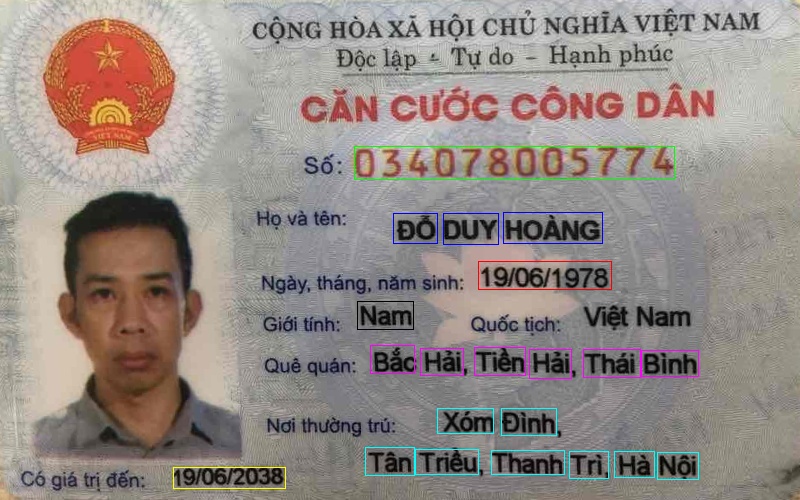 CỘNG HÒA XÃ HỘI CHỦ NGHĨA VIỆT NAM
Độc lập - Tự do - Hạnh phúc
CĂN CƯỚC CÔNG DÂN
Số: 034078005774
Họ và tên: ĐỖ DUY HOÀNG
Ngày, tháng, năm sinh: 19/06/1978
Giới tính: Nam Quốc tịch: Việt Nam
Quê quán: Bắc Hải, Tiền Hải, Thái Bình
Nơi thường trú: Xóm Đình,
Tân Triều, Thanh Trì, Hà Nội
Có giá trị đến: 19/06/2038